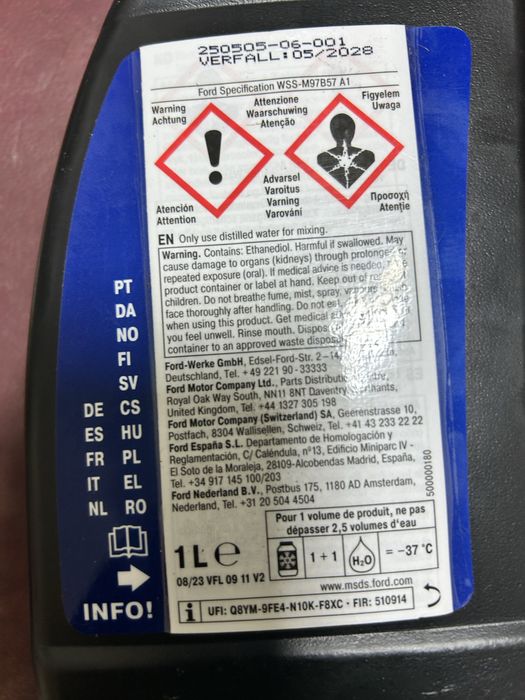 250505-06-001
VERFALL:05/2028
Ford Specification WSS-M97B57 A1
Warning
Achtung
Attenzione
Waarschuwing
Atenção
Figyelem
Uwaga
Atención
Attention
Advarsel
Varoitus
Varning
Varování
Προσοχή
Atenție
EN Only use distilled water for mixing.
Warning. Contains: Ethanediol. Harmful if swallowed. May
cause damage to organs (kidneys) through prolonged
repeated exposure (oral). If medical advice is needed,
product container or label at hand. Keep out of
children. Do not breathe fume, mist, spray,
face thoroughly after handling. Do not
when using this product. Get medical
you feel unwell. Rinse mouth.
container to an approved waste
Ford-Werke GmbH, Edsel-Ford-Str. 2-14,
Deutschland, Tel. + 49 221 90-33333
Ford Motor Company Ltd., Parts
Royal Oak Way South, NN11 8NT Daventry,
United Kingdom, Tel. +44 1327 305 198
Ford Motor Company (Switzerland) SA, Geerenstrasse 10,
Postfach, 8304 Wallisellen, Schweiz, Tel. +41 43 233 22 22
Ford España S.L. Departamento de Homologación y
Reglamentación, C/ Caléndula, nº13, Edificio Miniparc IV -
El Soto de la Moraleja, 28109-Alcobendas Madrid, España,
Tel. +34 917 145 100/203
Ford Nederland B.V., Postbus 175, 1180 AD Amsterdam,
Nederland, Tel. +31 20 504 4504
500000180
PT
DA
NO
FI
SV
DE CS
ES HU
FR PL
IT EL
NL RO
INFO!
1L e
08/23 VFL 09 11 V2
Pour 1 volume de produit, ne pas
dépasser 2,5 volumes d'eau
1 + 1 H₂O = -37 °C
www.msds.ford.com
i UFI: Q8YM-9FE4-N10K-F8XC · FIR: 510914